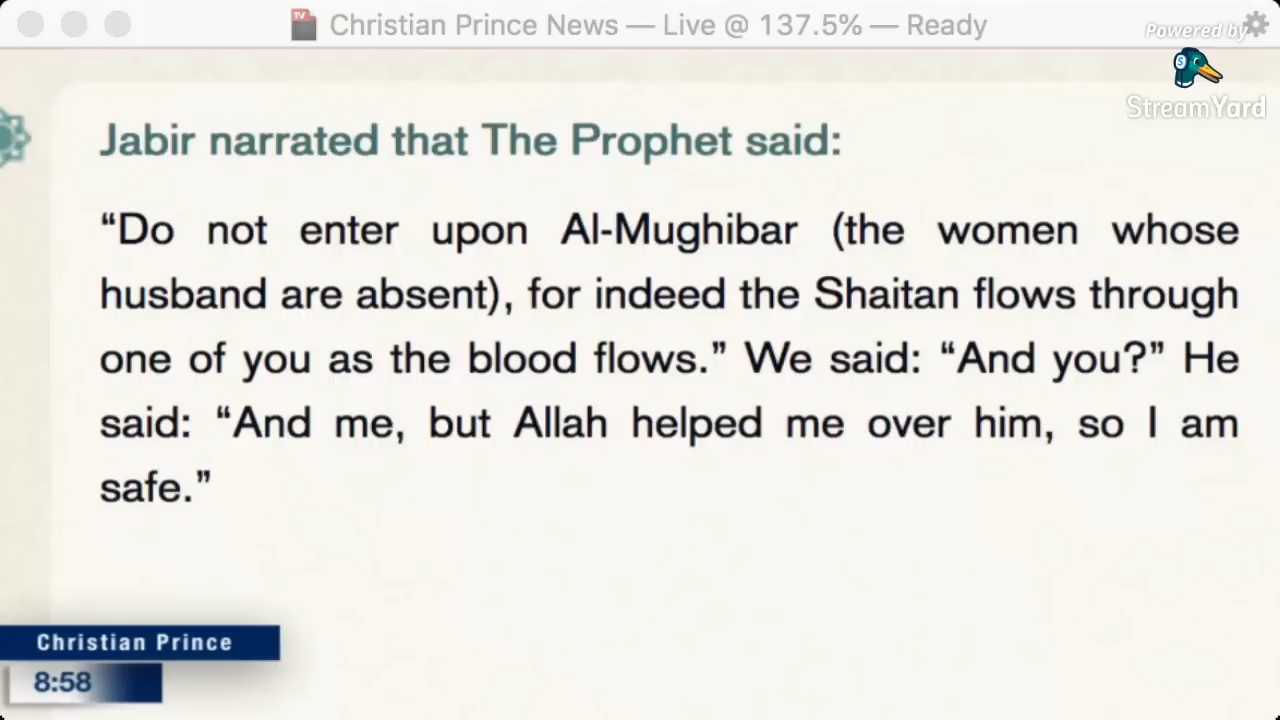 Christian Prince News — Live @ 137.5% — Ready
Powered by
StreamYard
Jabir narrated that The Prophet said:
“Do not enter upon Al-Mughibar (the women whose
husband are absent), for indeed the Shaitan flows through
one of you as the blood flows.” We said: “And you?” He
said: “And me, but Allah helped me over him, so I am
safe.”
Christian Prince
8:58